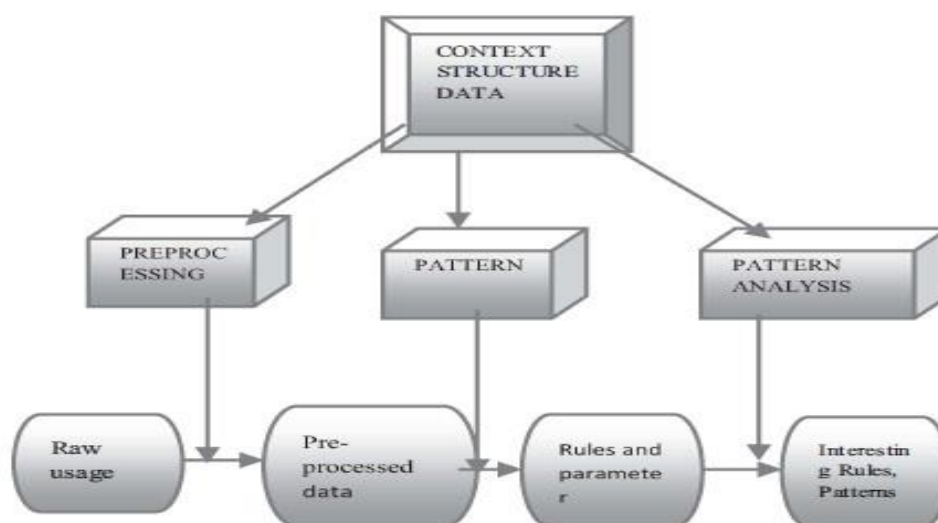 CONTEXT
STRUCTURE
DATA
PREPROC
ESSING
PATTERN
PATTERN
ANALYSIS
Raw
usage
Pre-
processed
data
Rules and
paramete
r
Interestin
g Rules,
Patterns